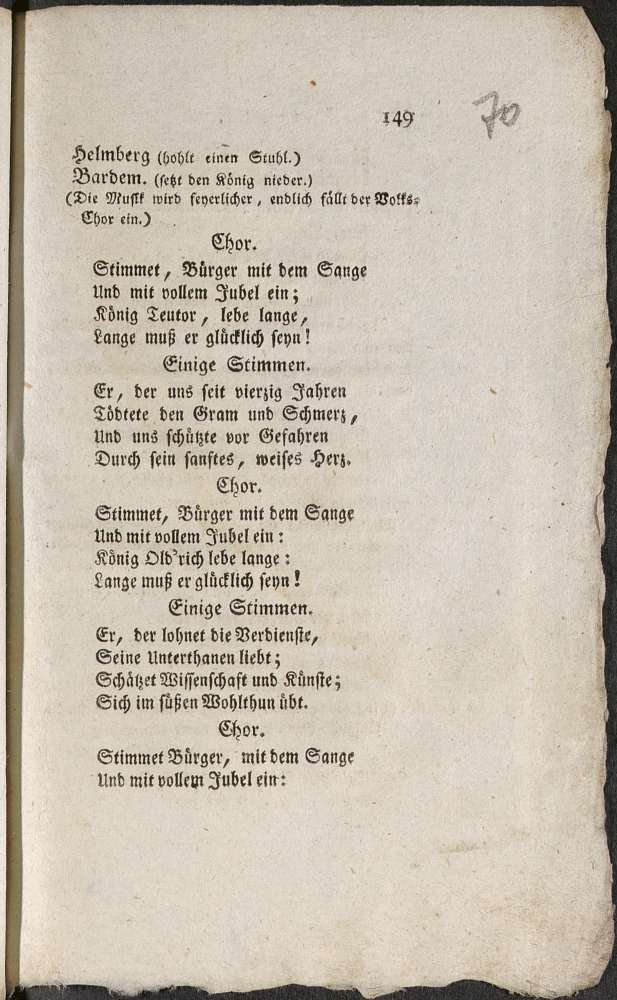 149 70
Helmberg (hohlt einen Stuhl.)
Bardem. (setzt den König nieder.)
(Die Musik wird feyerlicher, endlich fällt der Volks-
Chor ein.)
Chor.
Stimmet, Bürger mit dem Sange
Und mit vollem Jubel ein;
König Teutor, lebe lange,
Lange muß er glücklich seyn!
Einige Stimmen.
Er, der uns seit vierzig Jahren
Tödtete den Gram und Schmerz,
Und uns schützte vor Gefahren
Durch sein sanftes, weises Herz.
Chor.
Stimmet, Bürger mit dem Sange
Und mit vollem Jubel ein:
König Old'rich lebe lange:
Lange muß er glücklich seyn!
Einige Stimmen.
Er, der lohnet die Verdienste,
Seine Unterthanen liebt;
Schätzet Wissenschaft und Künste;
Sich im süßen Wohlthun übt.
Chor.
Stimmet Bürger, mit dem Sange
Und mit vollem Jubel ein: